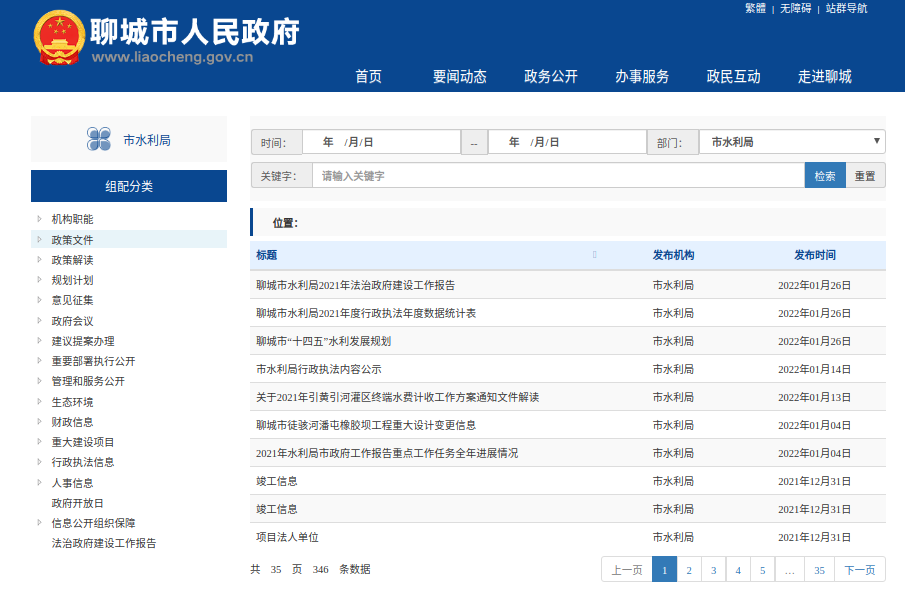 繁體 | 无障碍 | 站群导航
聊城市人民政府
www.liaocheng.gov.cn
首页 要闻动态 政务公开 办事服务 政民互动 走进聊城
市水利局
组配分类
机构职能
政策文件
政策解读
规划计划
意见征集
政府会议
建议提案办理
重要部署执行公开
管理和服务公开
生态环境
财政信息
重大建设项目
行政执法信息
人事信息
政府开放日
信息公开组织保障
法治政府建设工作报告
时间: 年 /月/日 -- 年 /月/日 部门: 市水利局
关键字: 请输入关键字 检索 重置
位置:
标题 发布机构 发布时间
聊城市水利局2021年法治政府建设工作报告 市水利局 2022年01月26日
聊城市水利局2021年度行政执法年度数据统计表 市水利局 2022年01月26日
聊城市“十四五”水利发展规划 市水利局 2022年01月26日
市水利局行政执法内容公示 市水利局 2022年01月14日
关于2021年引黄引河灌区终端水费计收工作方案通知文件解读 市水利局 2022年01月13日
聊城市徒骇河潘屯橡胶坝工程重大设计变更信息 市水利局 2022年01月04日
2021年水利局市政府工作报告重点工作任务全年进展情况 市水利局 2022年01月04日
竣工信息 市水利局 2021年12月31日
竣工信息 市水利局 2021年12月31日
项目法人单位 市水利局 2021年12月31日
共 35 页 346 条数据 上一页 1 2 3 4 5 … 35 下一页